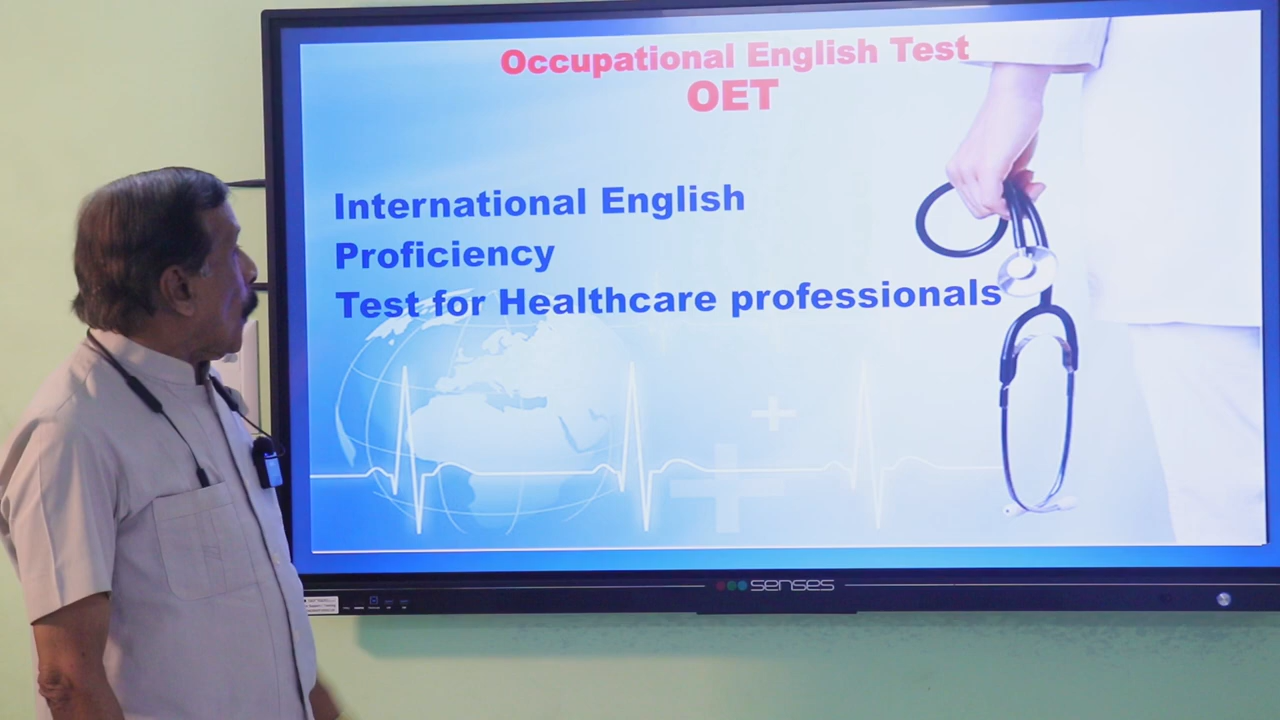 Occupational English Test
OET
International English
Proficiency
Test for Healthcare professionals
senses